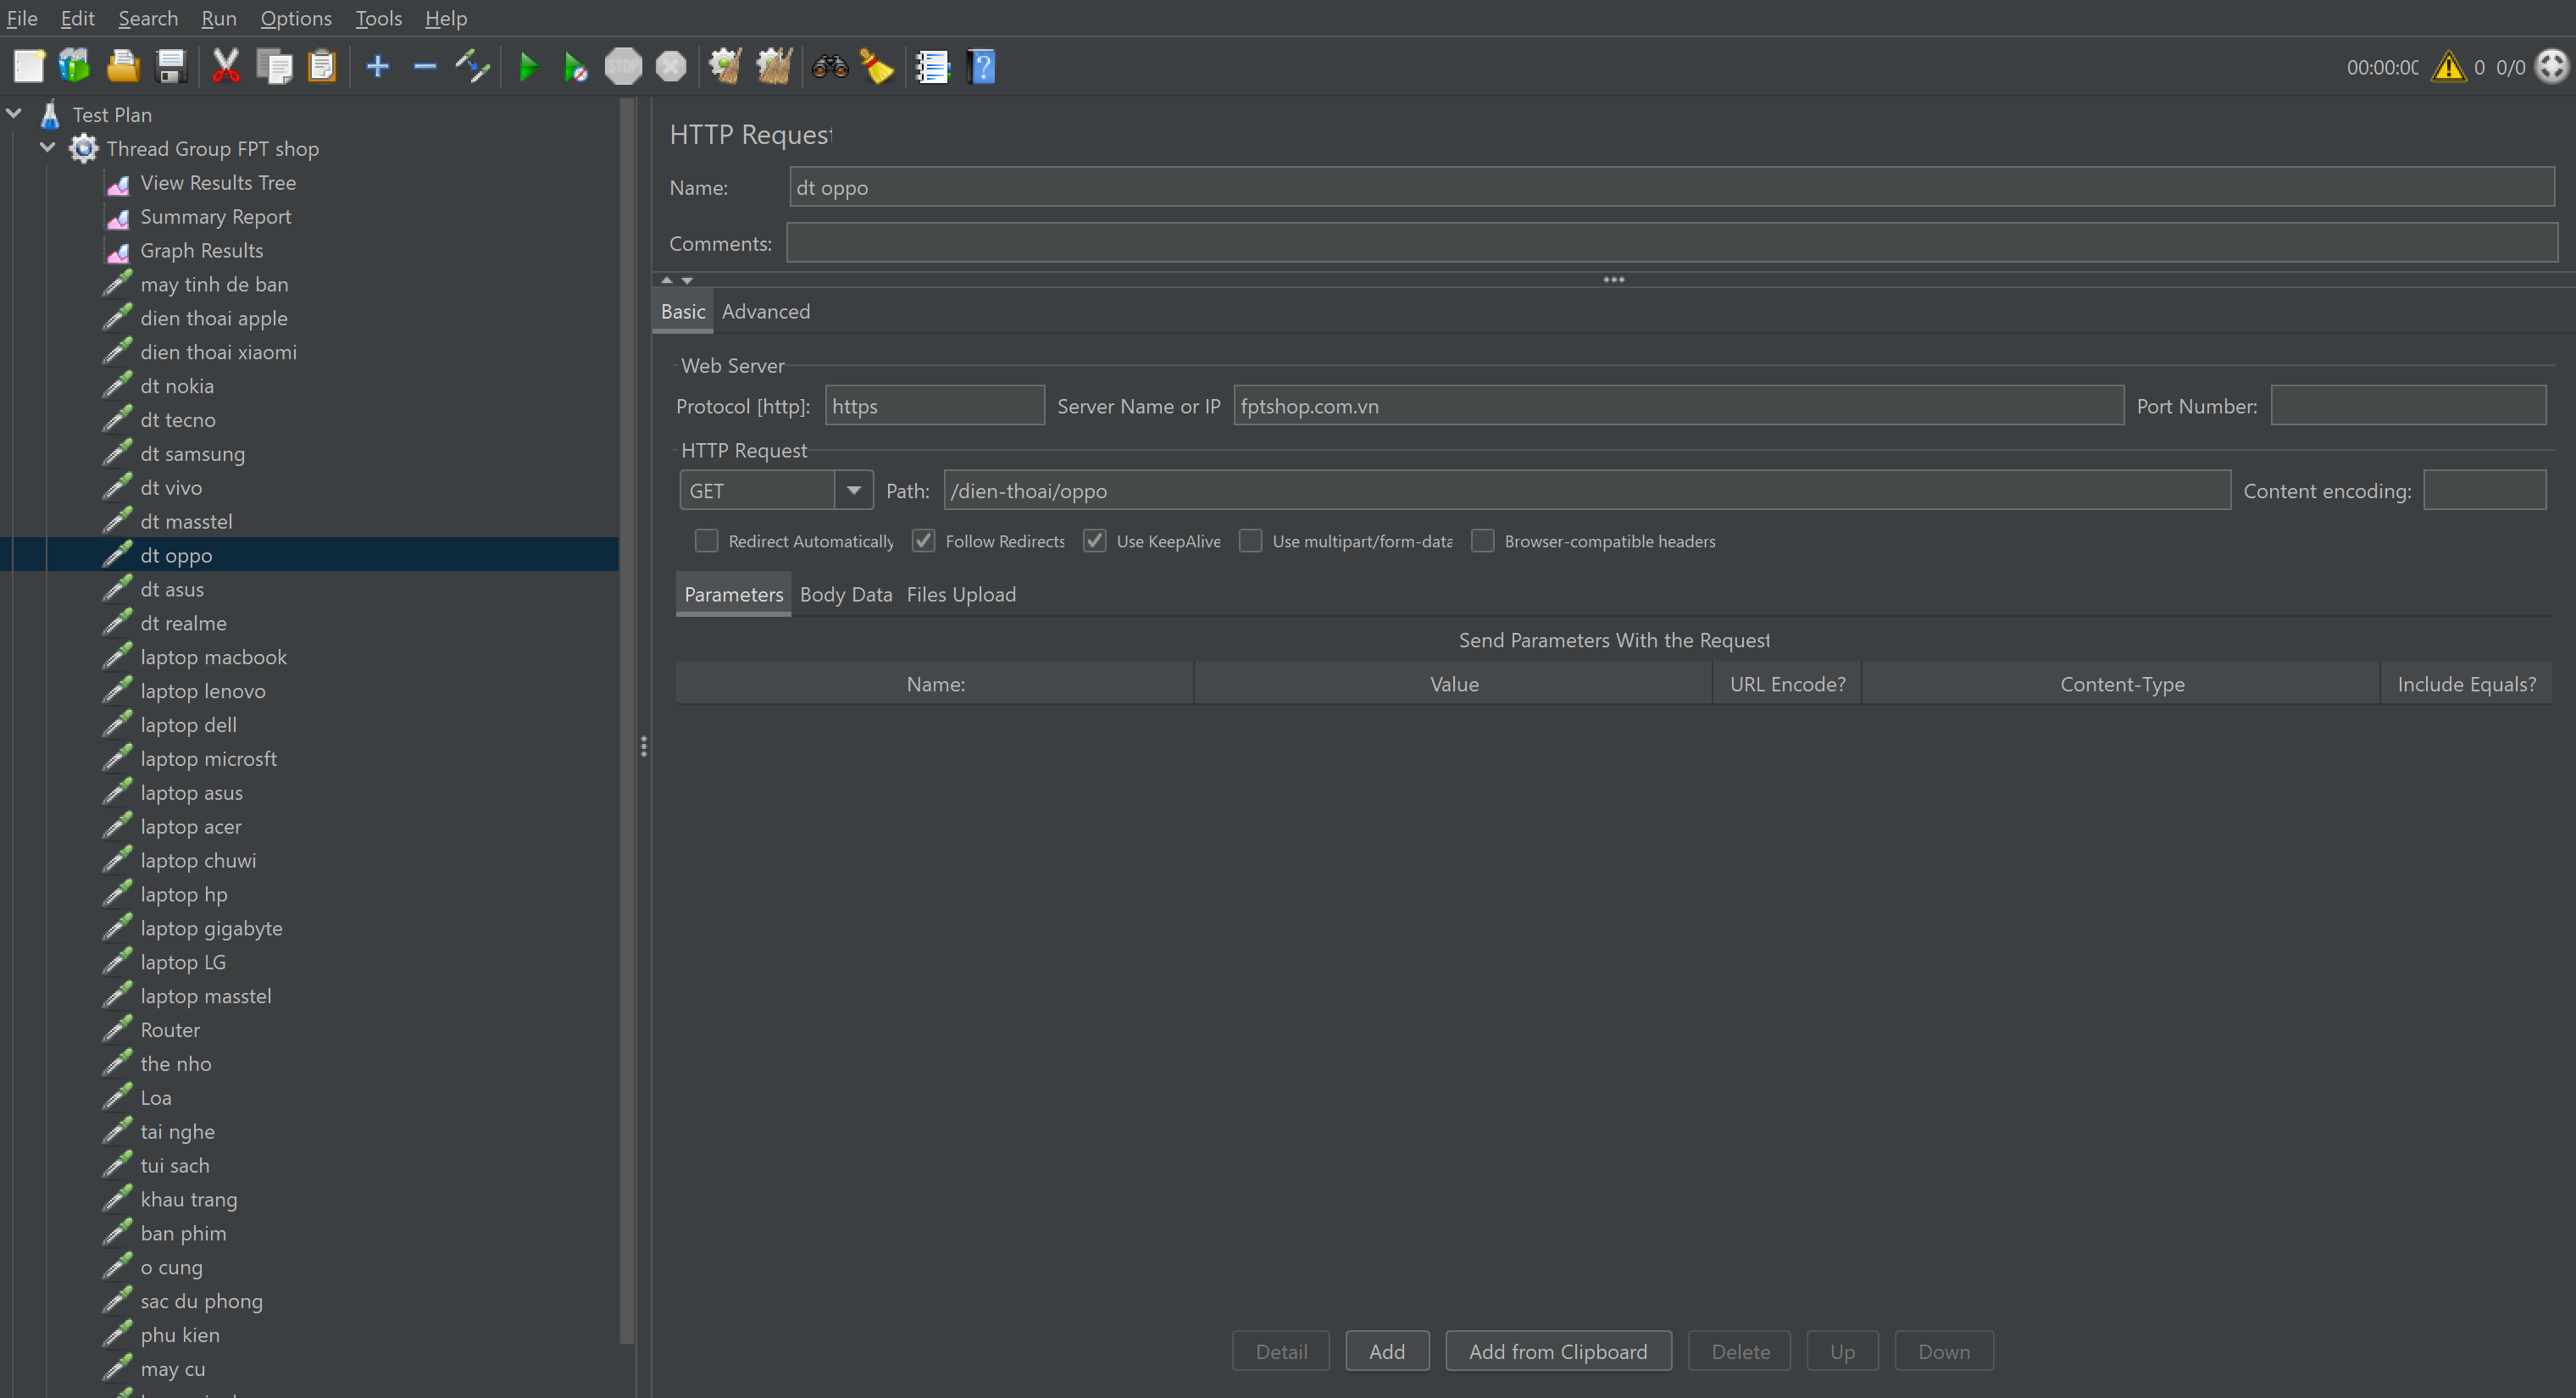 File Edit Search Run Options Tools Help
STOP 00:00:00 0 0/0
Test Plan
Thread Group FPT shop
View Results Tree
Summary Report
Graph Results
may tinh de ban
dien thoai apple
dien thoai xiaomi
dt nokia
dt tecno
dt samsung
dt vivo
dt masstel
dt oppo
dt asus
dt realme
laptop macbook
laptop lenovo
laptop dell
laptop microsft
laptop asus
laptop acer
laptop chuwi
laptop hp
laptop gigabyte
laptop LG
laptop masstel
Router
the nho
Loa
tai nghe
tui sach
khau trang
ban phim
o cung
sac du phong
phu kien
may cu
HTTP Request
Name: dt oppo
Comments:
Basic Advanced
Web Server
Protocol [http]: https Server Name or IP fptshop.com.vn Port Number:
HTTP Request
GET Path: /dien-thoai/oppo Content encoding:
Redirect Automatically Follow Redirects Use KeepAlive Use multipart/form-data Browser-compatible headers
Parameters Body Data Files Upload
Send Parameters With the Request
Name: Value URL Encode? Content-Type Include Equals?
Detail Add Add from Clipboard Delete Up Down